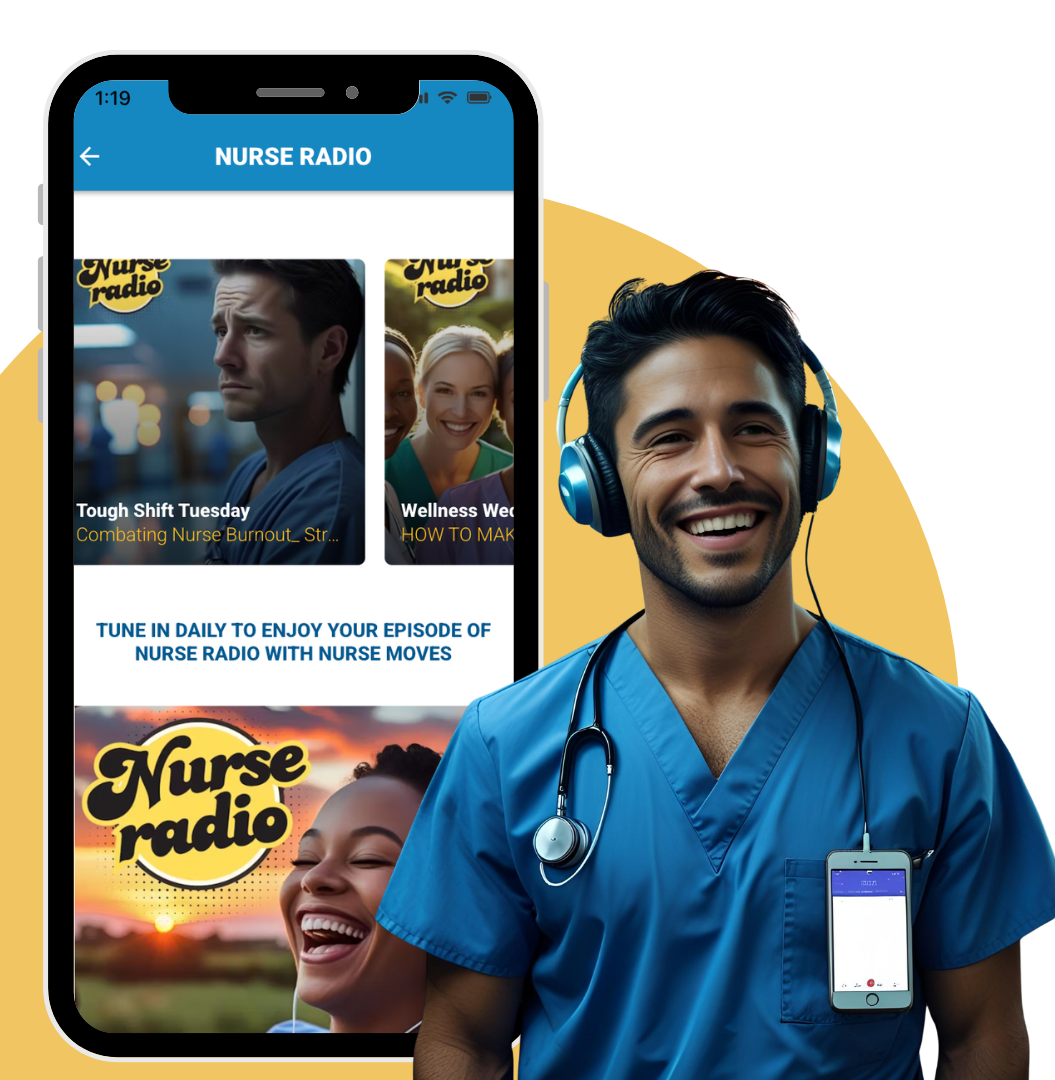 1:19
NURSE RADIO
Nurse
radio
Nurse
radio
Tough Shift Tuesday
Combating Nurse Burnout_ Str...
Wellness Wec
HOW TO MAK
TUNE IN DAILY TO ENJOY YOUR EPISODE OF
NURSE RADIO WITH NURSE MOVES
Nurse
radio